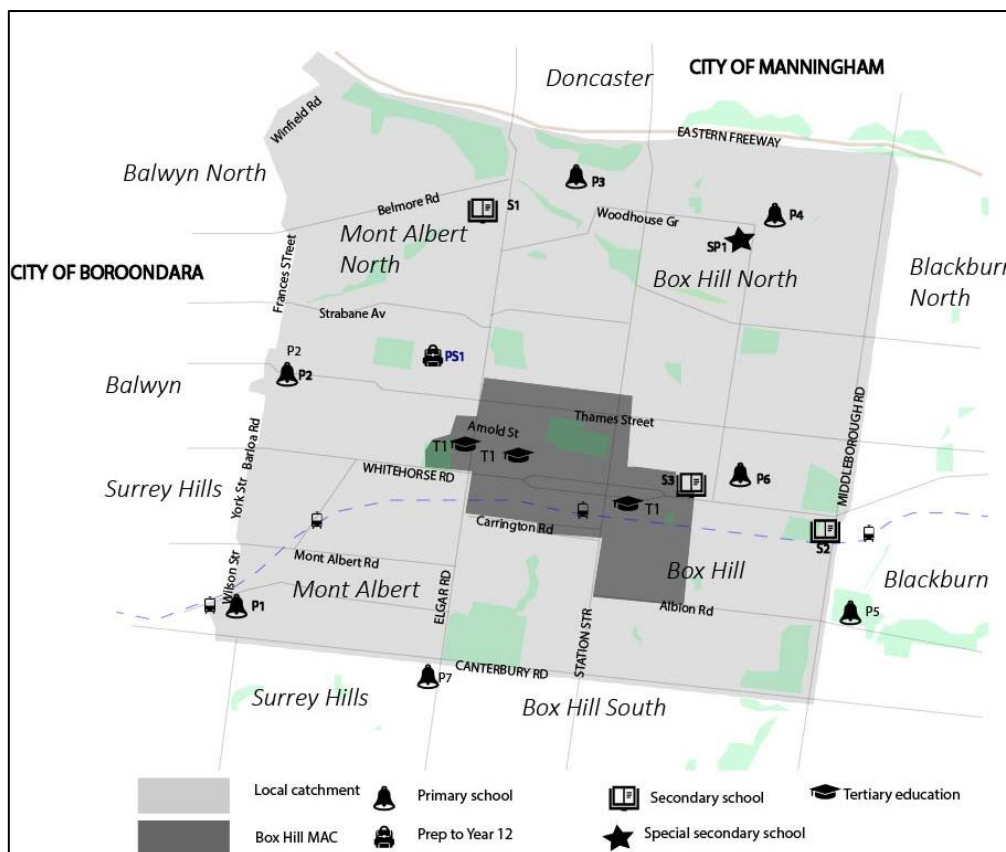 Doncaster
CITY OF MANNINGHAM
Winfield Rd
EASTERN FREEWAY
Balwyn North
P3
Belmore Rd
S1
Woodhouse Gr
P4
Mont Albert
North
SP1
CITY OF BOROONDARA
Box Hill North
Blackburn
North
Frances STreet
Strabane Av
P2
P2
PS1
Balwyn
Thames Street
MIDDLEBOROUGH RD
Arnold St
T1
T1
WHITEHORSE RD
Barloa Rd
York Str
Surrey Hills
S3
P6
T1
Carrington Rd
S2
Mont Albert Rd
Box Hill
Wilson Str
Mont Albert
ELGAR RD
Blackburn
P1
Albion Rd
P5
STATION STR
CANTERBURY RD
P7
Surrey Hills
Box Hill South
Local catchment
Primary school
Secondary school
Tertiary education
Box Hill MAC
Prep to Year 12
Special secondary school